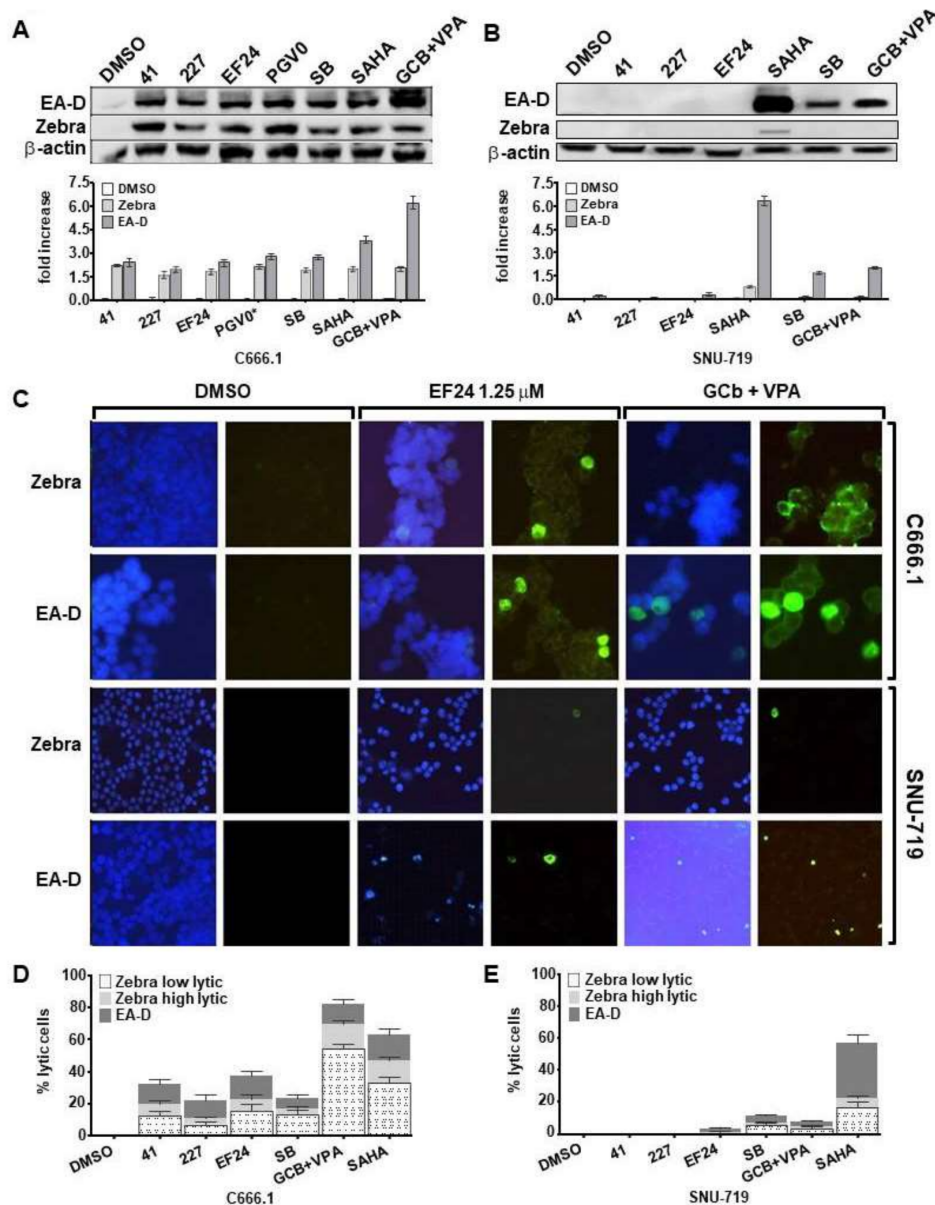 A
DMSO 41 227 EF24 PGV0 SB SAHA GCB+VPA
EA-D
Zebra
β-actin
fold increase
7.5
6.0
4.5
3.0
1.5
0.0
DMSO
Zebra
EA-D
41 227 EF24 PGV0* SB SAHA GCB+VPA
C666.1
B
DMSO 41 227 EF24 SAHA SB GCB+VPA
EA-D
Zebra
β-actin
fold increase
7.5
6.0
4.5
3.0
1.5
0.0
DMSO
Zebra
EA-D
41 227 EF24 SAHA SB GCB+VPA
SNU-719
C
DMSO EF24 1.25 μM GCb + VPA
Zebra
EA-D
C666.1
Zebra
EA-D
SNU-719
D
% lytic cells
100
80
60
40
20
0
Zebra low lytic
Zebra high lytic
EA-D
DMSO 41 227 EF24 SB GCB+VPA SAHA
C666.1
E
% lytic cells
100
80
60
40
20
0
Zebra low lytic
Zebra high lytic
EA-D
DMSO 41 227 EF24 SB GCB+VPA SAHA
SNU-719